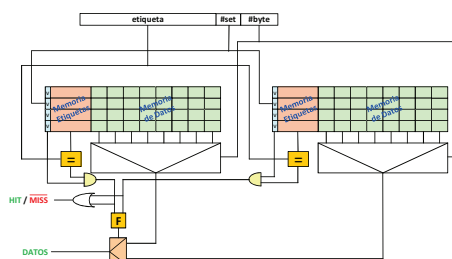 etiqueta #set #byte
v Memoria Etiquetas Memoria de Datos v Memoria Etiquetas Memoria de Datos
v v
v v
v v
= =
HIT / MISS
F
DATOS